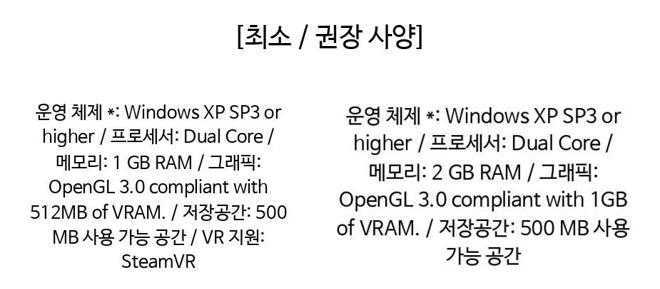 [최소 / 권장 사양]
운영 체제 *: Windows XP SP3 or
higher / 프로세서: Dual Core /
메모리: 1 GB RAM / 그래픽:
OpenGL 3.0 compliant with
512MB of VRAM. / 저장공간: 500
MB 사용 가능 공간 / VR 지원:
SteamVR
운영 체제 *: Windows XP SP3 or
higher / 프로세서: Dual Core /
메모리: 2 GB RAM / 그래픽:
OpenGL 3.0 compliant with 1GB
of VRAM. / 저장공간: 500 MB 사용
가능 공간